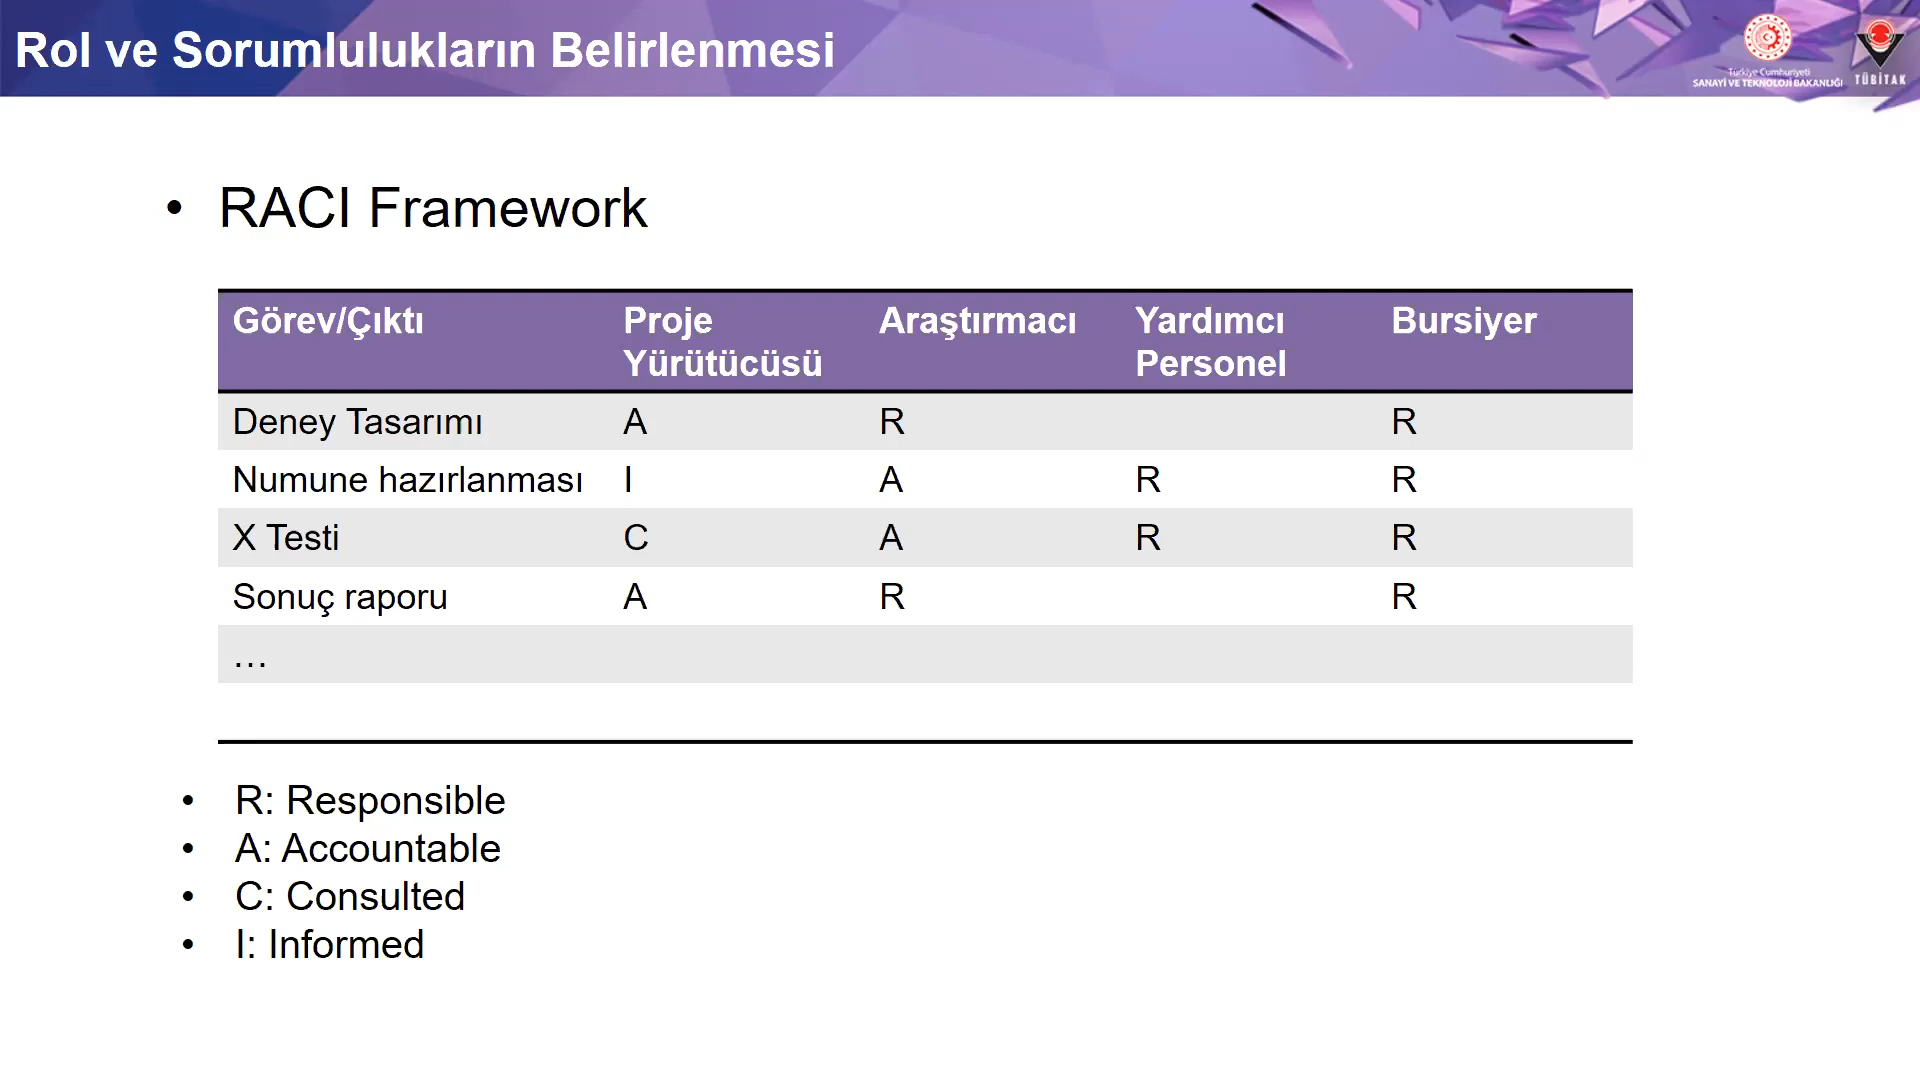 Rol ve Sorumlulukların Belirlenmesi
Türkiye Cumhuriyeti
SANAYİ VE TEKNOLOJİ BAKANLIĞI
TÜBİTAK
• RACI Framework
Görev/Çıktı Proje Yürütücüsü Araştırmacı Yardımcı Personel Bursiyer
Deney Tasarımı A R R
Numune hazırlanması I A R R
X Testi C A R R
Sonuç raporu A R R
…
• R: Responsible
• A: Accountable
• C: Consulted
• I: Informed